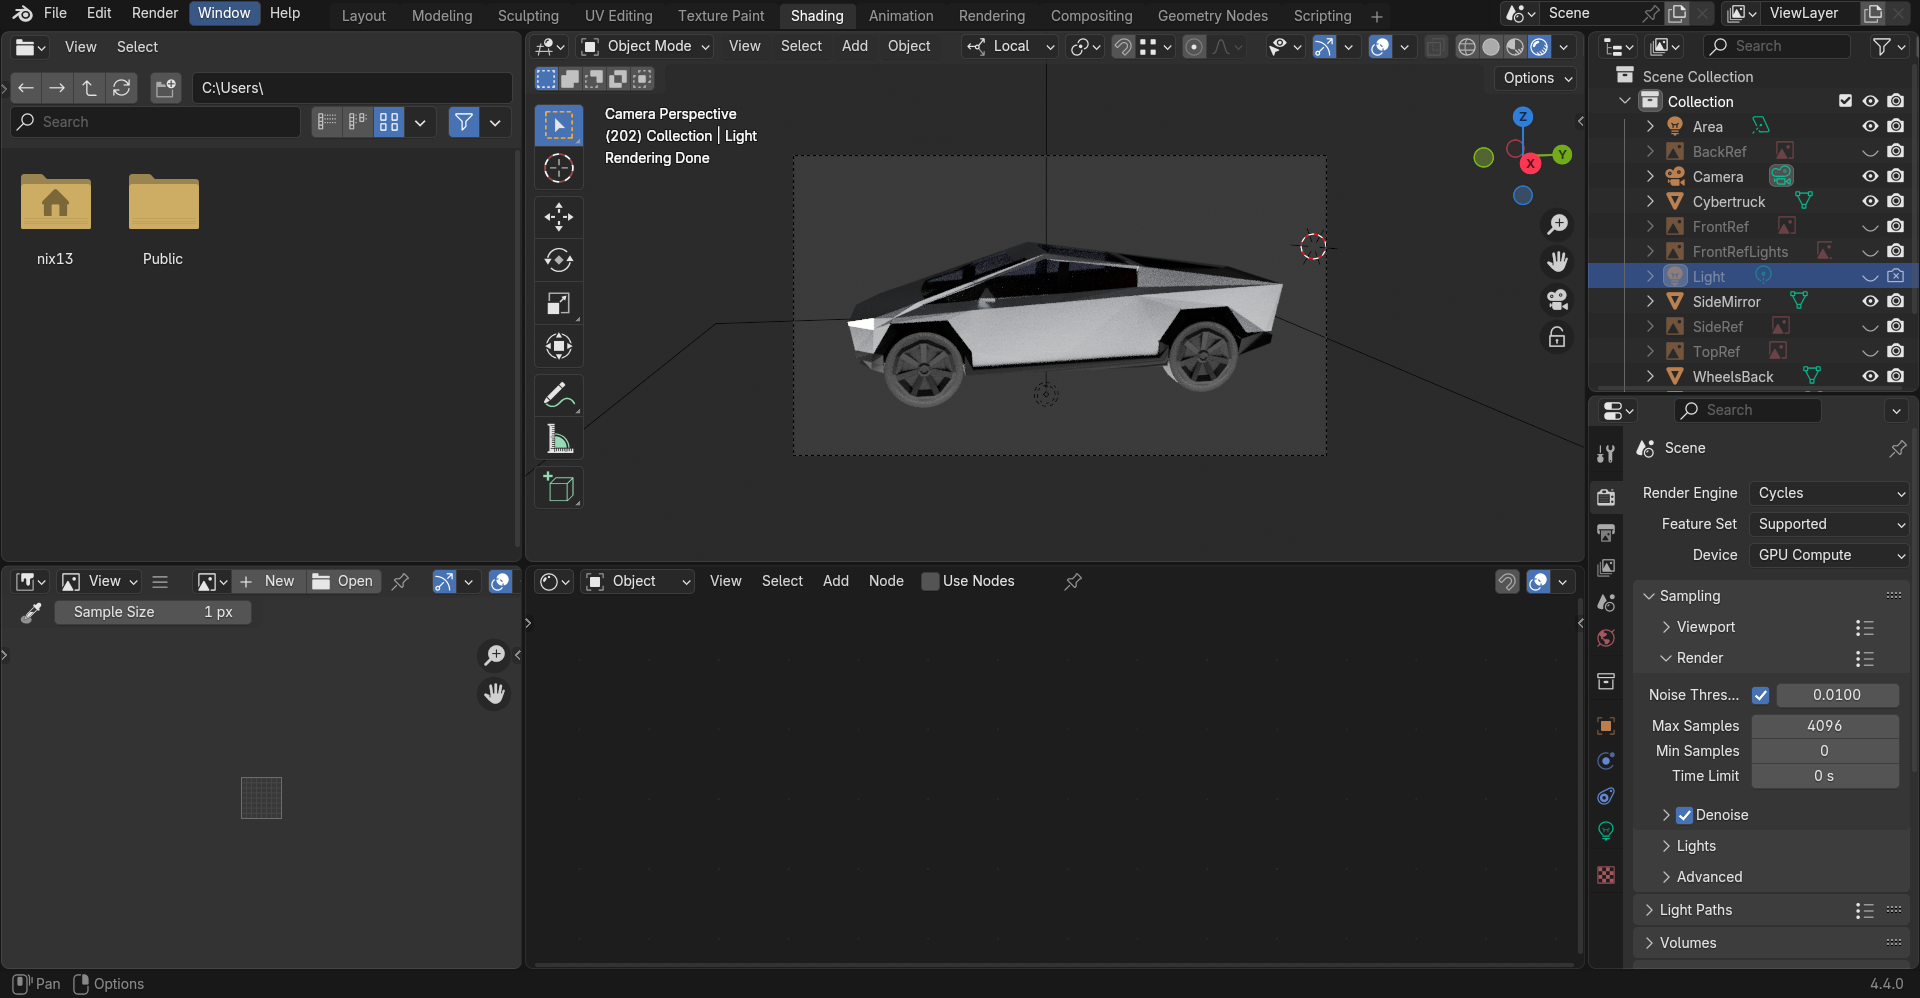 File Edit Render Window Help
Layout Modeling Sculpting UV Editing Texture Paint Shading Animation Rendering Compositing Geometry Nodes Scripting
Scene
ViewLayer
View Select
C:\Users\
Search
nix13
Public
Object Mode View Select Add Object Local
Options
Camera Perspective
(202) Collection | Light
Rendering Done
Z
Y
X
Search
Scene Collection
Collection
Area
BackRef
Camera
Cybertruck
FrontRef
FrontRefLights
Light
SideMirror
SideRef
TopRef
WheelsBack
Search
Scene
Render Engine Cycles
Feature Set Supported
Device GPU Compute
Sampling
Viewport
Render
Noise Thres... 0.0100
Max Samples 4096
Min Samples 0
Time Limit 0 s
Denoise
Lights
Advanced
Light Paths
Volumes
View New Open
Sample Size 1 px
Object View Select Add Node Use Nodes
Pan Options
4.4.0